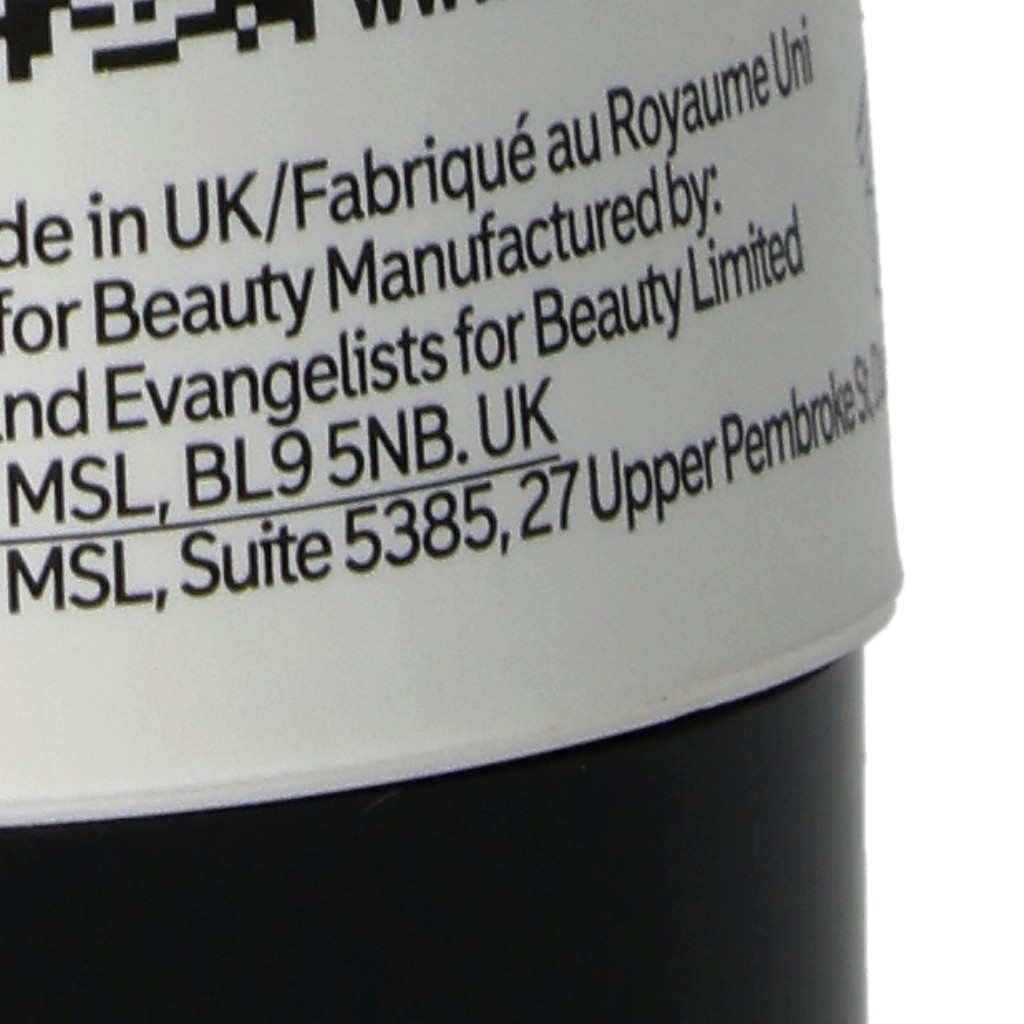 de in UK/Fabriqué au Royaume Uni
for Beauty Manufactured by:
nd Evangelists for Beauty Limited
MSL, BL9 5NB. UK
MSL, Suite 5385, 27 Upper Pembroke St,